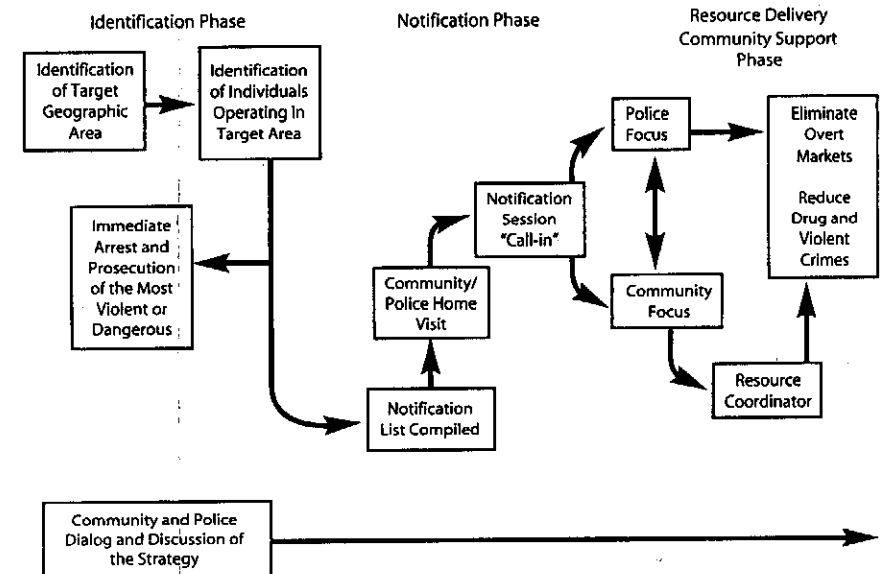 Identification Phase
Notification Phase
Resource Delivery
Community Support
Phase
Identification
of Target
Geographic
Area
Identification
of Individuals
Operating In
Target Area
Immediate
Arrest and
Prosecution
of the Most
Violent or
Dangerous
Notification
List Compiled
Community/
Police Home
Visit
Notification
Session
"Call-in"
Police
Focus
Community
Focus
Resource
Coordinator
Eliminate
Overt
Markets
Reduce
Drug and
Violent
Crimes
Community and Police
Dialog and Discussion of
the Strategy